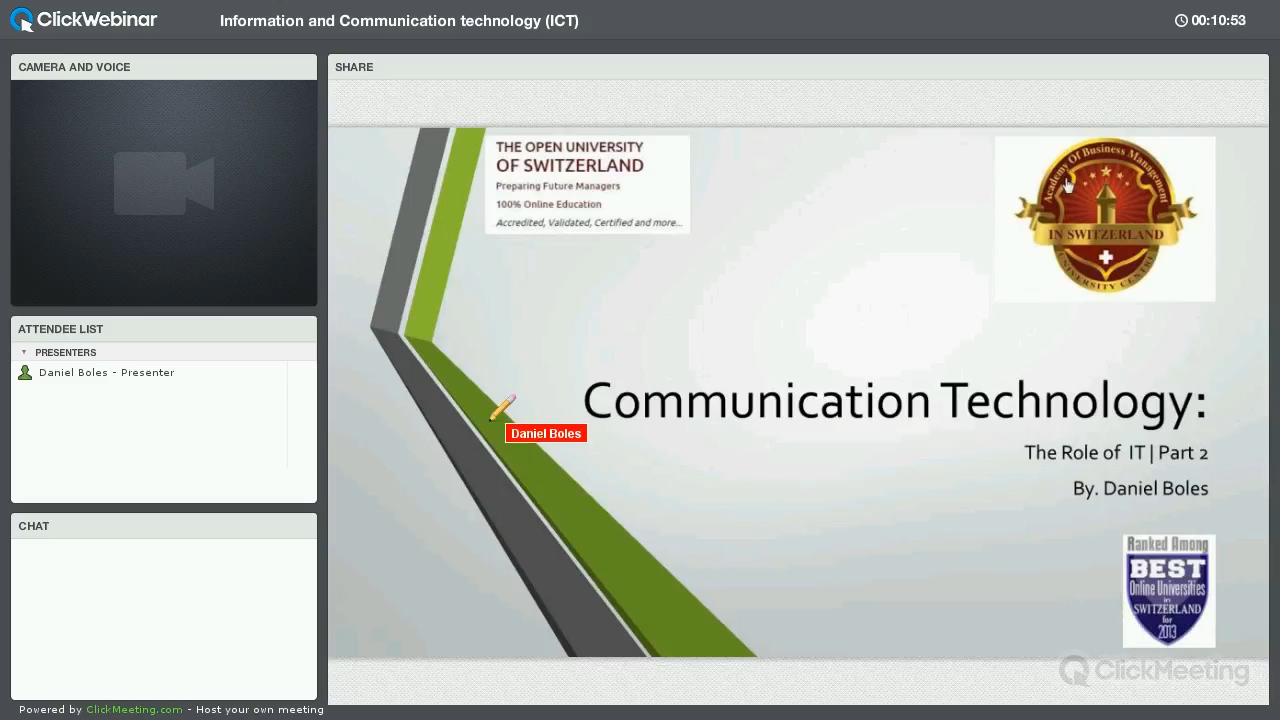 ClickWebinar
Information and Communication technology (ICT)
00:10:53
CAMERA AND VOICE
SHARE
ATTENDEE LIST
PRESENTERS
Daniel Boles - Presenter
CHAT
THE OPEN UNIVERSITY
OF SWITZERLAND
Preparing Future Managers
100% Online Education
Accredited, Validated, Certified and more...
Academy Of Business Management
IN SWITZERLAND
UNIVERSITY CENTRE
Communication Technology:
The Role of IT | Part 2
By. Daniel Boles
Daniel Boles
Ranked Among
BEST
Online Universities
in
SWITZERLAND
for
2013
ClickMeeting
Powered by ClickMeeting.com - Host your own meeting